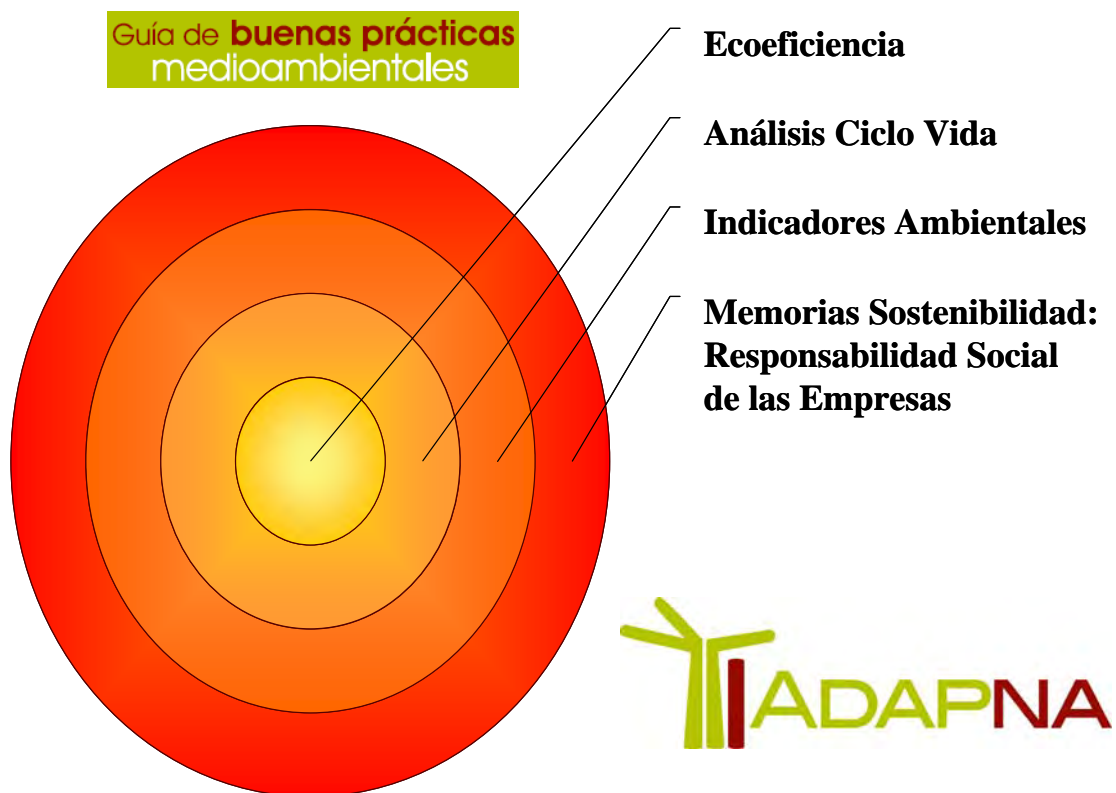 Guía de buenas prácticas
medioambientales
Ecoeficiencia
Análisis Ciclo Vida
Indicadores Ambientales
Memorias Sostenibilidad:
Responsabilidad Social
de las Empresas
ADAPNA